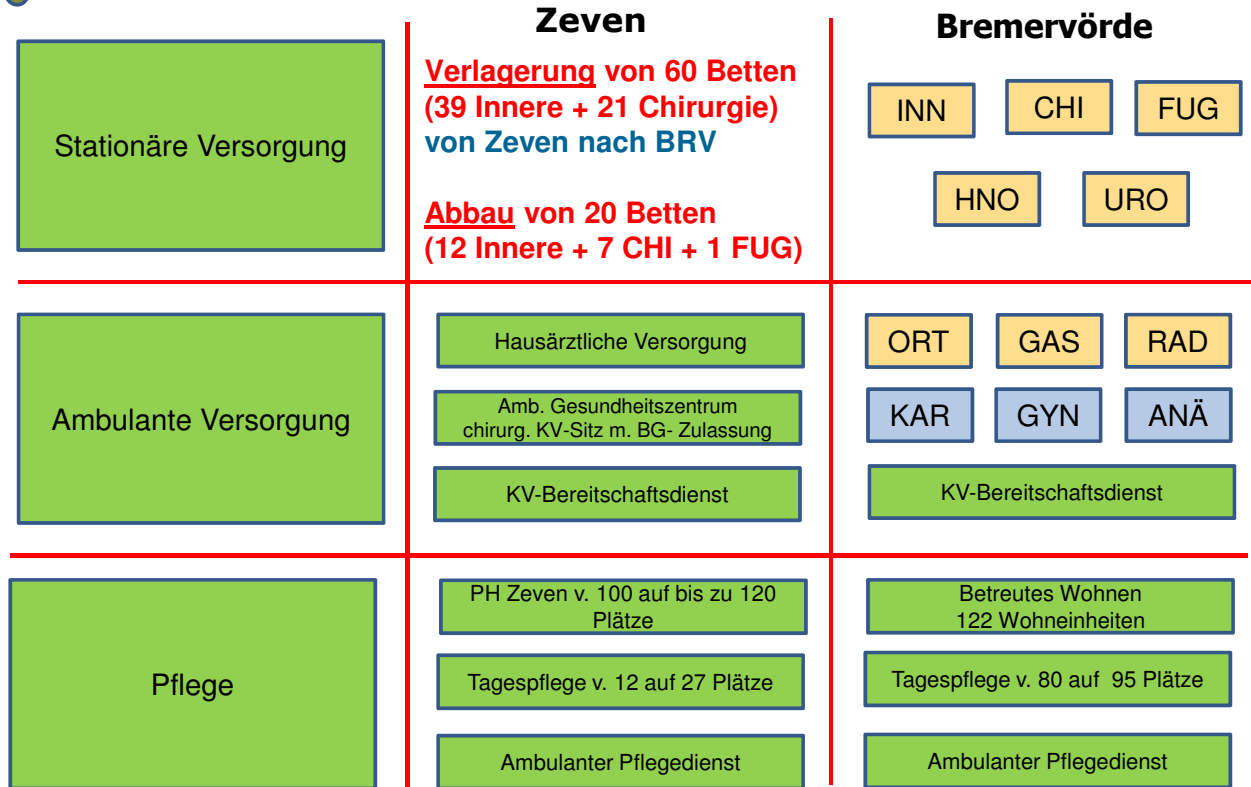 Zeven
Bremervörde
Stationäre Versorgung
Verlagerung von 60 Betten
(39 Innere + 21 Chirurgie)
von Zeven nach BRV
Abbau von 20 Betten
(12 Innere + 7 CHI + 1 FUG)
INN
CHI
FUG
HNO
URO
Ambulante Versorgung
Hausärztliche Versorgung
Amb. Gesundheitszentrum
chirurg. KV-Sitz m. BG- Zulassung
KV-Bereitschaftsdienst
ORT
GAS
RAD
KAR
GYN
ANÄ
KV-Bereitschaftsdienst
Pflege
PH Zeven v. 100 auf bis zu 120
Plätze
Tagespflege v. 12 auf 27 Plätze
Ambulanter Pflegedienst
Betreutes Wohnen
122 Wohneinheiten
Tagespflege v. 80 auf 95 Plätze
Ambulanter Pflegedienst